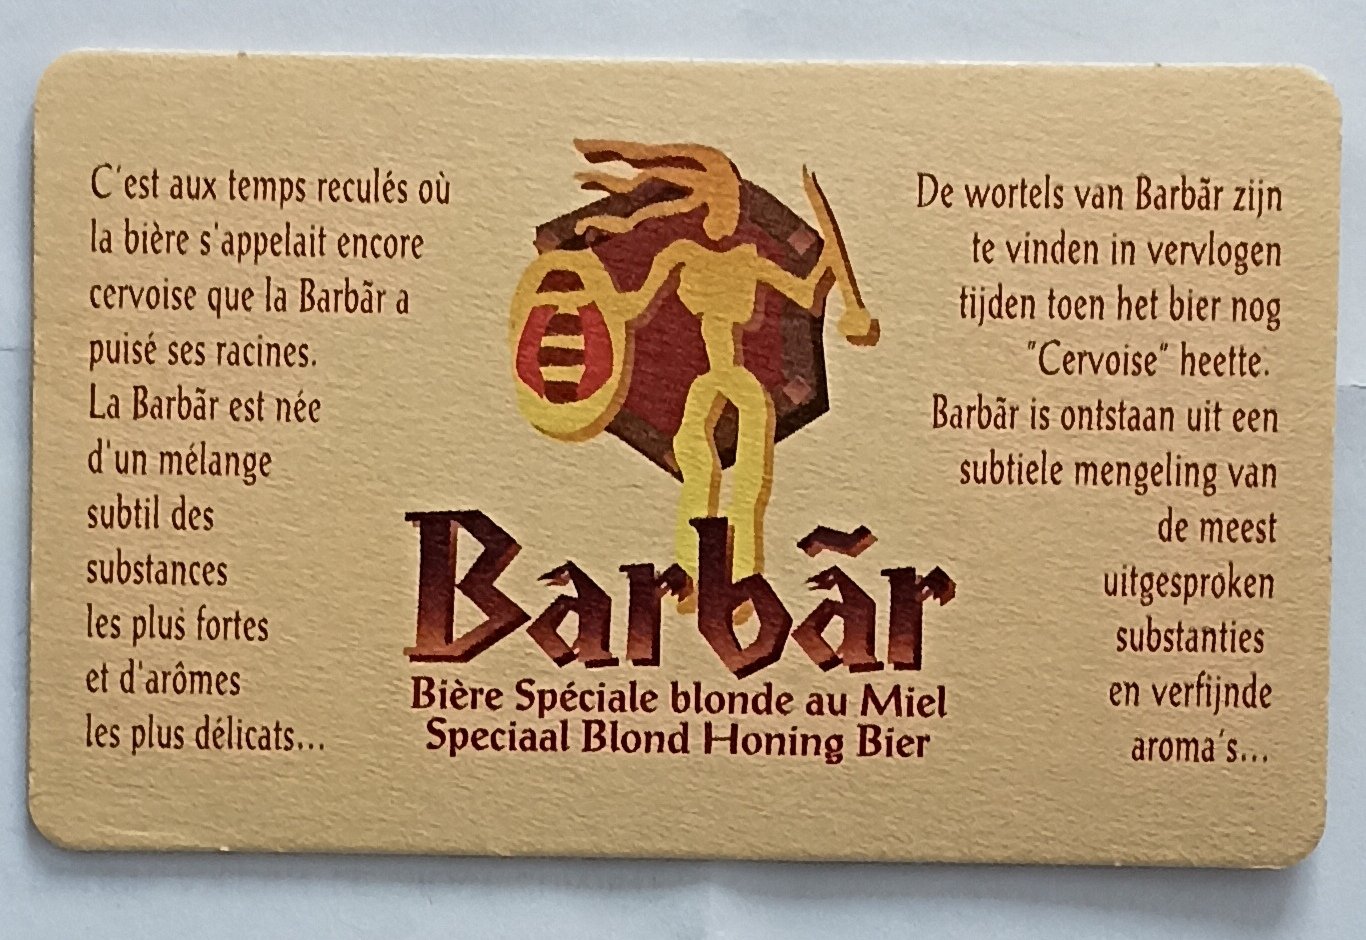 C'est aux temps reculés où
la bière s'appelait encore
cervoise que la Barbãr a
puisé ses racines.
La Barbãr est née
d'un mélange
subtil des
substances
les plus fortes
et d'arômes
les plus délicats...
Barbãr
Bière Spéciale blonde au Miel
Speciaal Blond Honing Bier
De wortels van Barbãr zijn
te vinden in vervlogen
tijden toen het bier nog
"Cervoise" heette.
Barbãr is ontstaan uit een
subtiele mengeling van
de meest
uitgesproken
substanties
en verfijnde
aroma's...